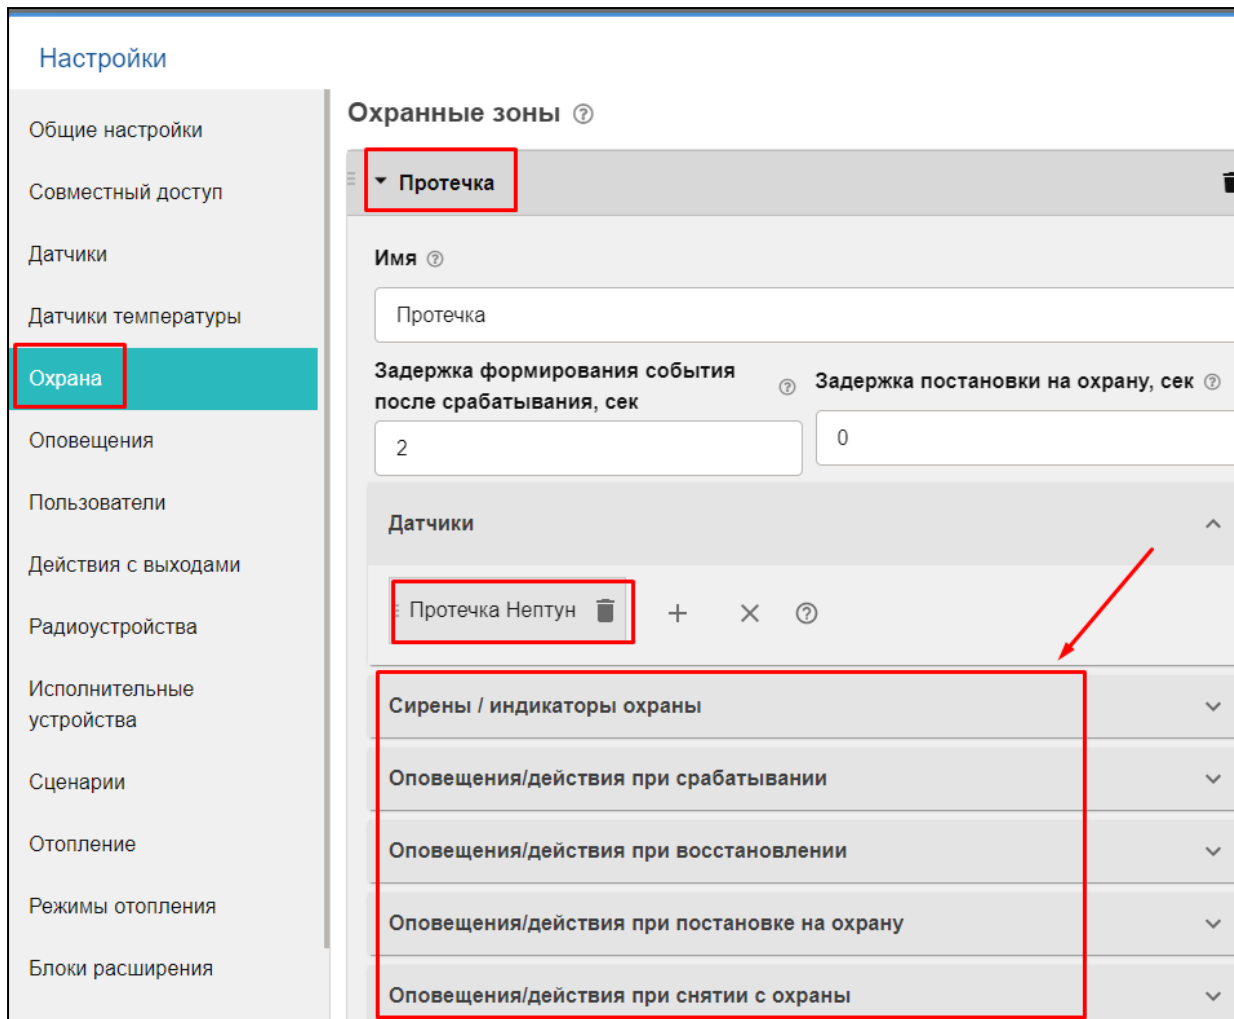 Настройки
Общие настройки
Совместный доступ
Датчики
Датчики температуры
Охрана
Оповещения
Пользователи
Действия с выходами
Радиоустройства
Исполнительные
устройства
Сценарии
Отопление
Режимы отопления
Блоки расширения
Охранные зоны
Протечка
Имя
Протечка
Задержка формирования события
после срабатывания, сек
2
Задержка постановки на охрану, сек
0
Датчики
Протечка Нептун
Сирены / индикаторы охраны
Оповещения/действия при срабатывании
Оповещения/действия при восстановлении
Оповещения/действия при постановке на охрану
Оповещения/действия при снятии с охраны